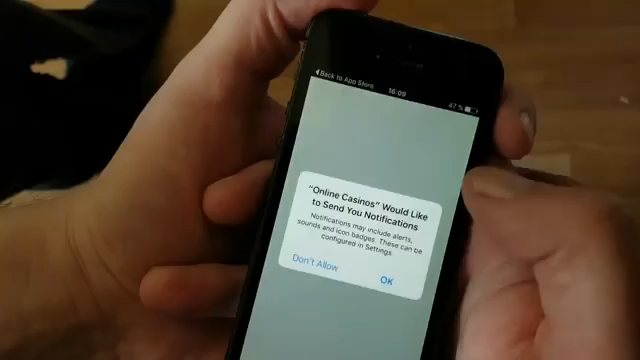 Back to App Store
16:09
47 %
“Online Casinos” Would Like
to Send You Notifications
Notifications may include alerts,
sounds and icon badges. These can be
configured in Settings.
Don’t Allow
OK